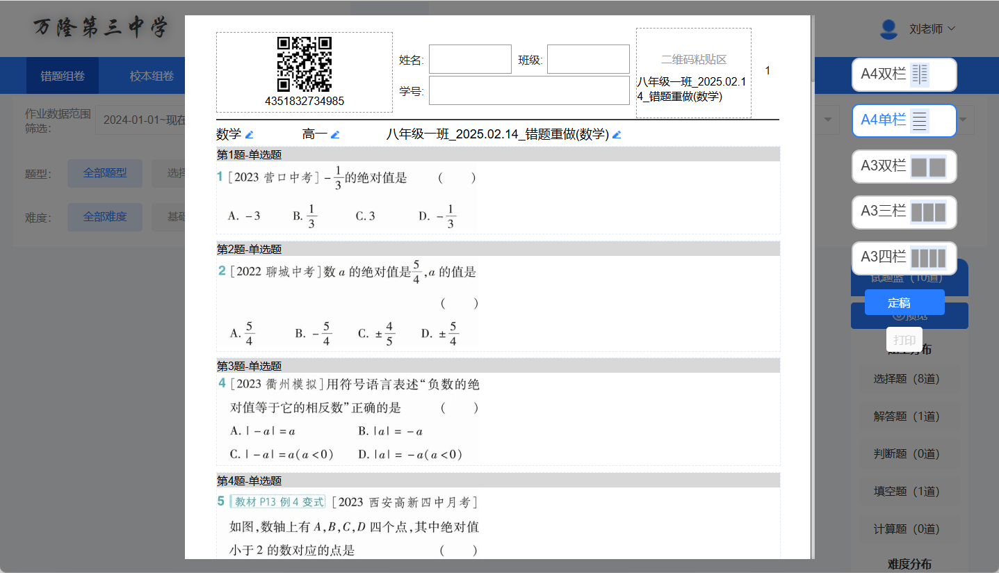 万隆第三中学
刘老师
错题组卷
校本组卷
作业数据范围
筛选:
2024-01-01~现在
题型:
全部题型
选择
难度:
全部难度
基础
4351832734985
姓名:
班级:
学号:
二维码粘贴区
八年级一班_2025.02.1
4_错题重做(数学)
1
数学
高一
八年级一班_2025.02.14_错题重做(数学)
第1题-单选题
1 [2023 营口中考] -1/3的绝对值是 ( )
A. -3 B. 1/3 C. 3 D. -1/3
第2题-单选题
2 [2022 聊城中考]数 a 的绝对值是5/4,a 的值是
( )
A. 5/4 B. -5/4 C. ±4/5 D. ±5/4
第3题-单选题
4 [2023 衢州模拟]用符号语言表述“负数的绝
对值等于它的相反数”正确的是 ( )
A. |-a|=a B. |a|=-a
C. |-a|=a(a<0) D. |a|=-a(a<0)
第4题-单选题
5 教材 P13 例 4 变式 [2023 西安高新四中月考]
如图,数轴上有 A,B,C,D 四个点,其中绝对值
小于 2 的数对应的点是 ( )
A4双栏
A4单栏
A3双栏
A3三栏
A3四栏
试题篮（10道）
定稿
预览
打印
分布
选择题（8道）
解答题（1道）
判断题（0道）
填空题（1道）
计算题（0道）
难度分布